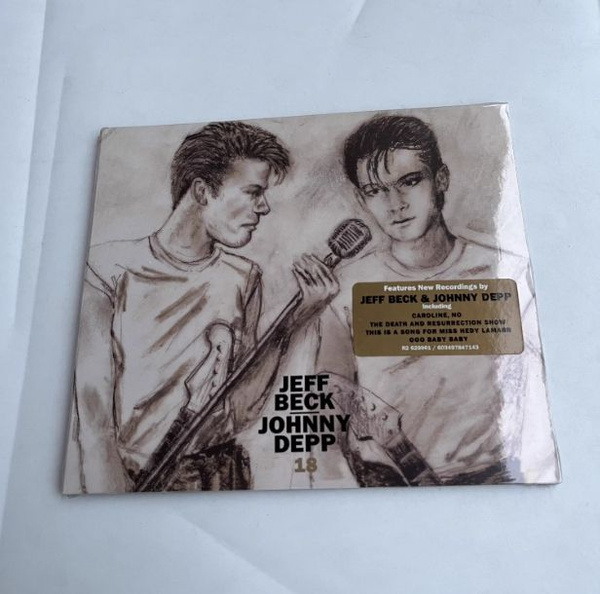 Features New Recordings by
JEFF BECK & JOHNNY DEPP
including
CAROLINE, NO
THE DEATH AND RESURRECTION SHOW
THIS IS A SONG FOR MISS HEDY LAMARR
OOO BABY BABY
JEFF
BECK
JOHNNY
DEPP
18